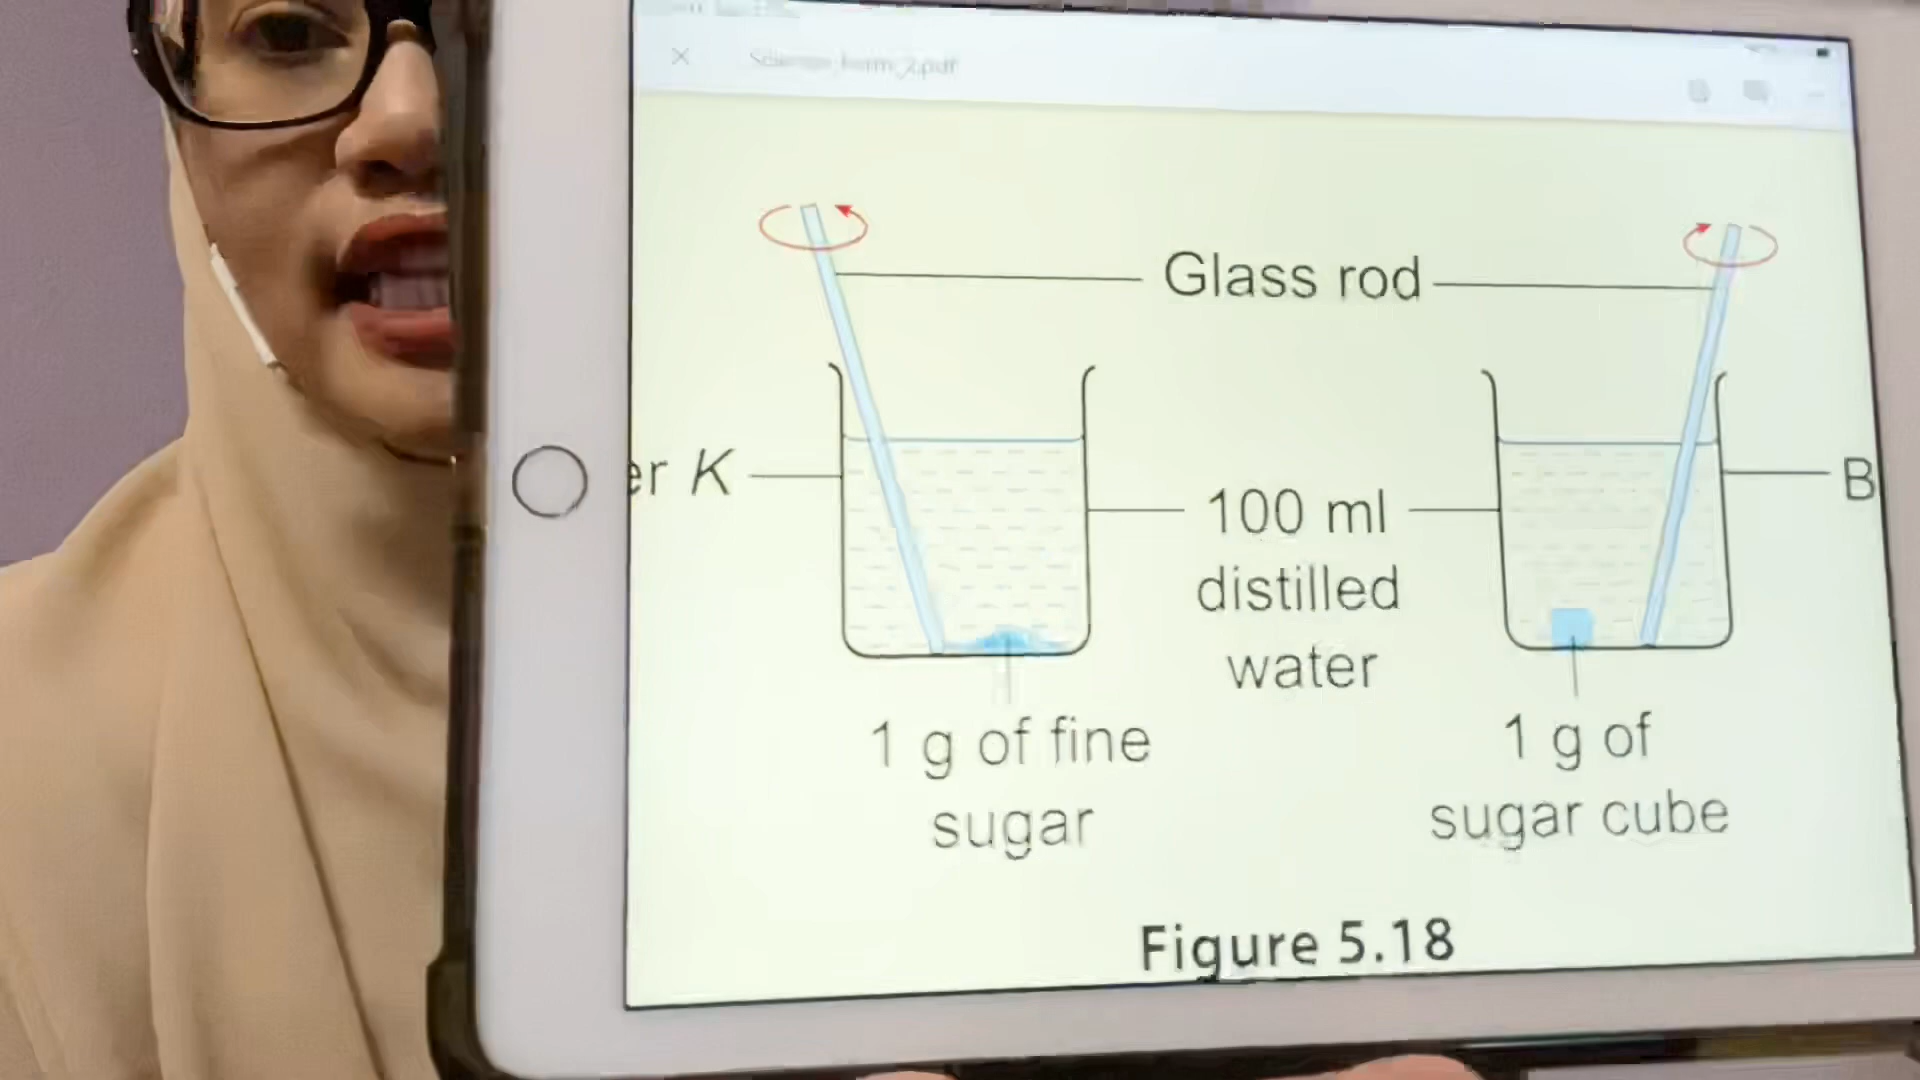 Glass rod
er K
B
100 ml
distilled
water
1 g of fine
sugar
1 g of
sugar cube
Figure 5.18